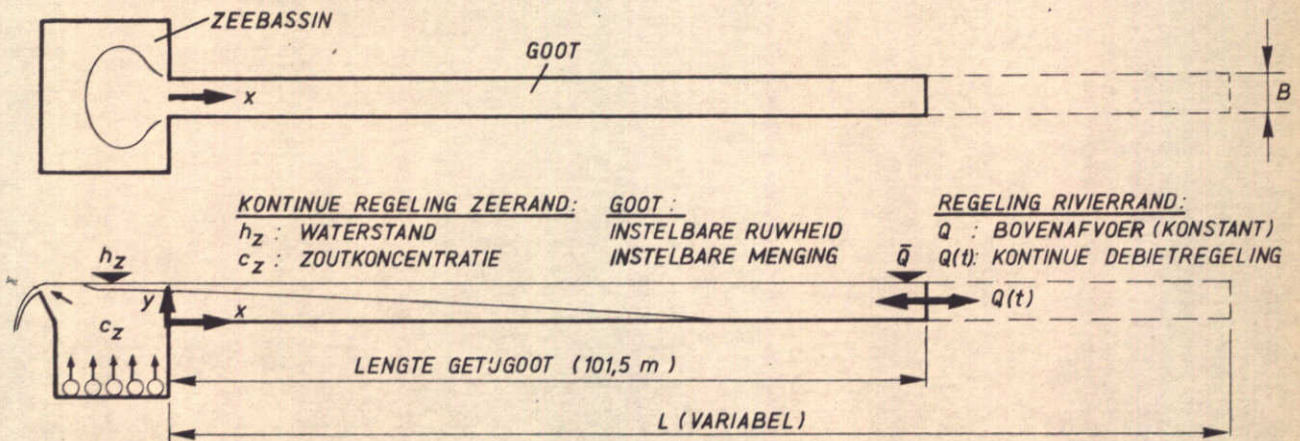 ZEEBASSIN
GOOT
x
B
KONTINUE REGELING ZEERAND:
h_z : WATERSTAND
c_z : ZOUTKONCENTRATIE
GOOT :
INSTELBARE RUWHEID
INSTELBARE MENGING
REGELING RIVIERRAND:
Q : BOVENAFVOER (KONSTANT)
Q(t): KONTINUE DEBIETREGELING
h_z
y
x
c_z
Q̄
Q(t)
LENGTE GETIJGOOT (101,5 m)
L (VARIABEL)